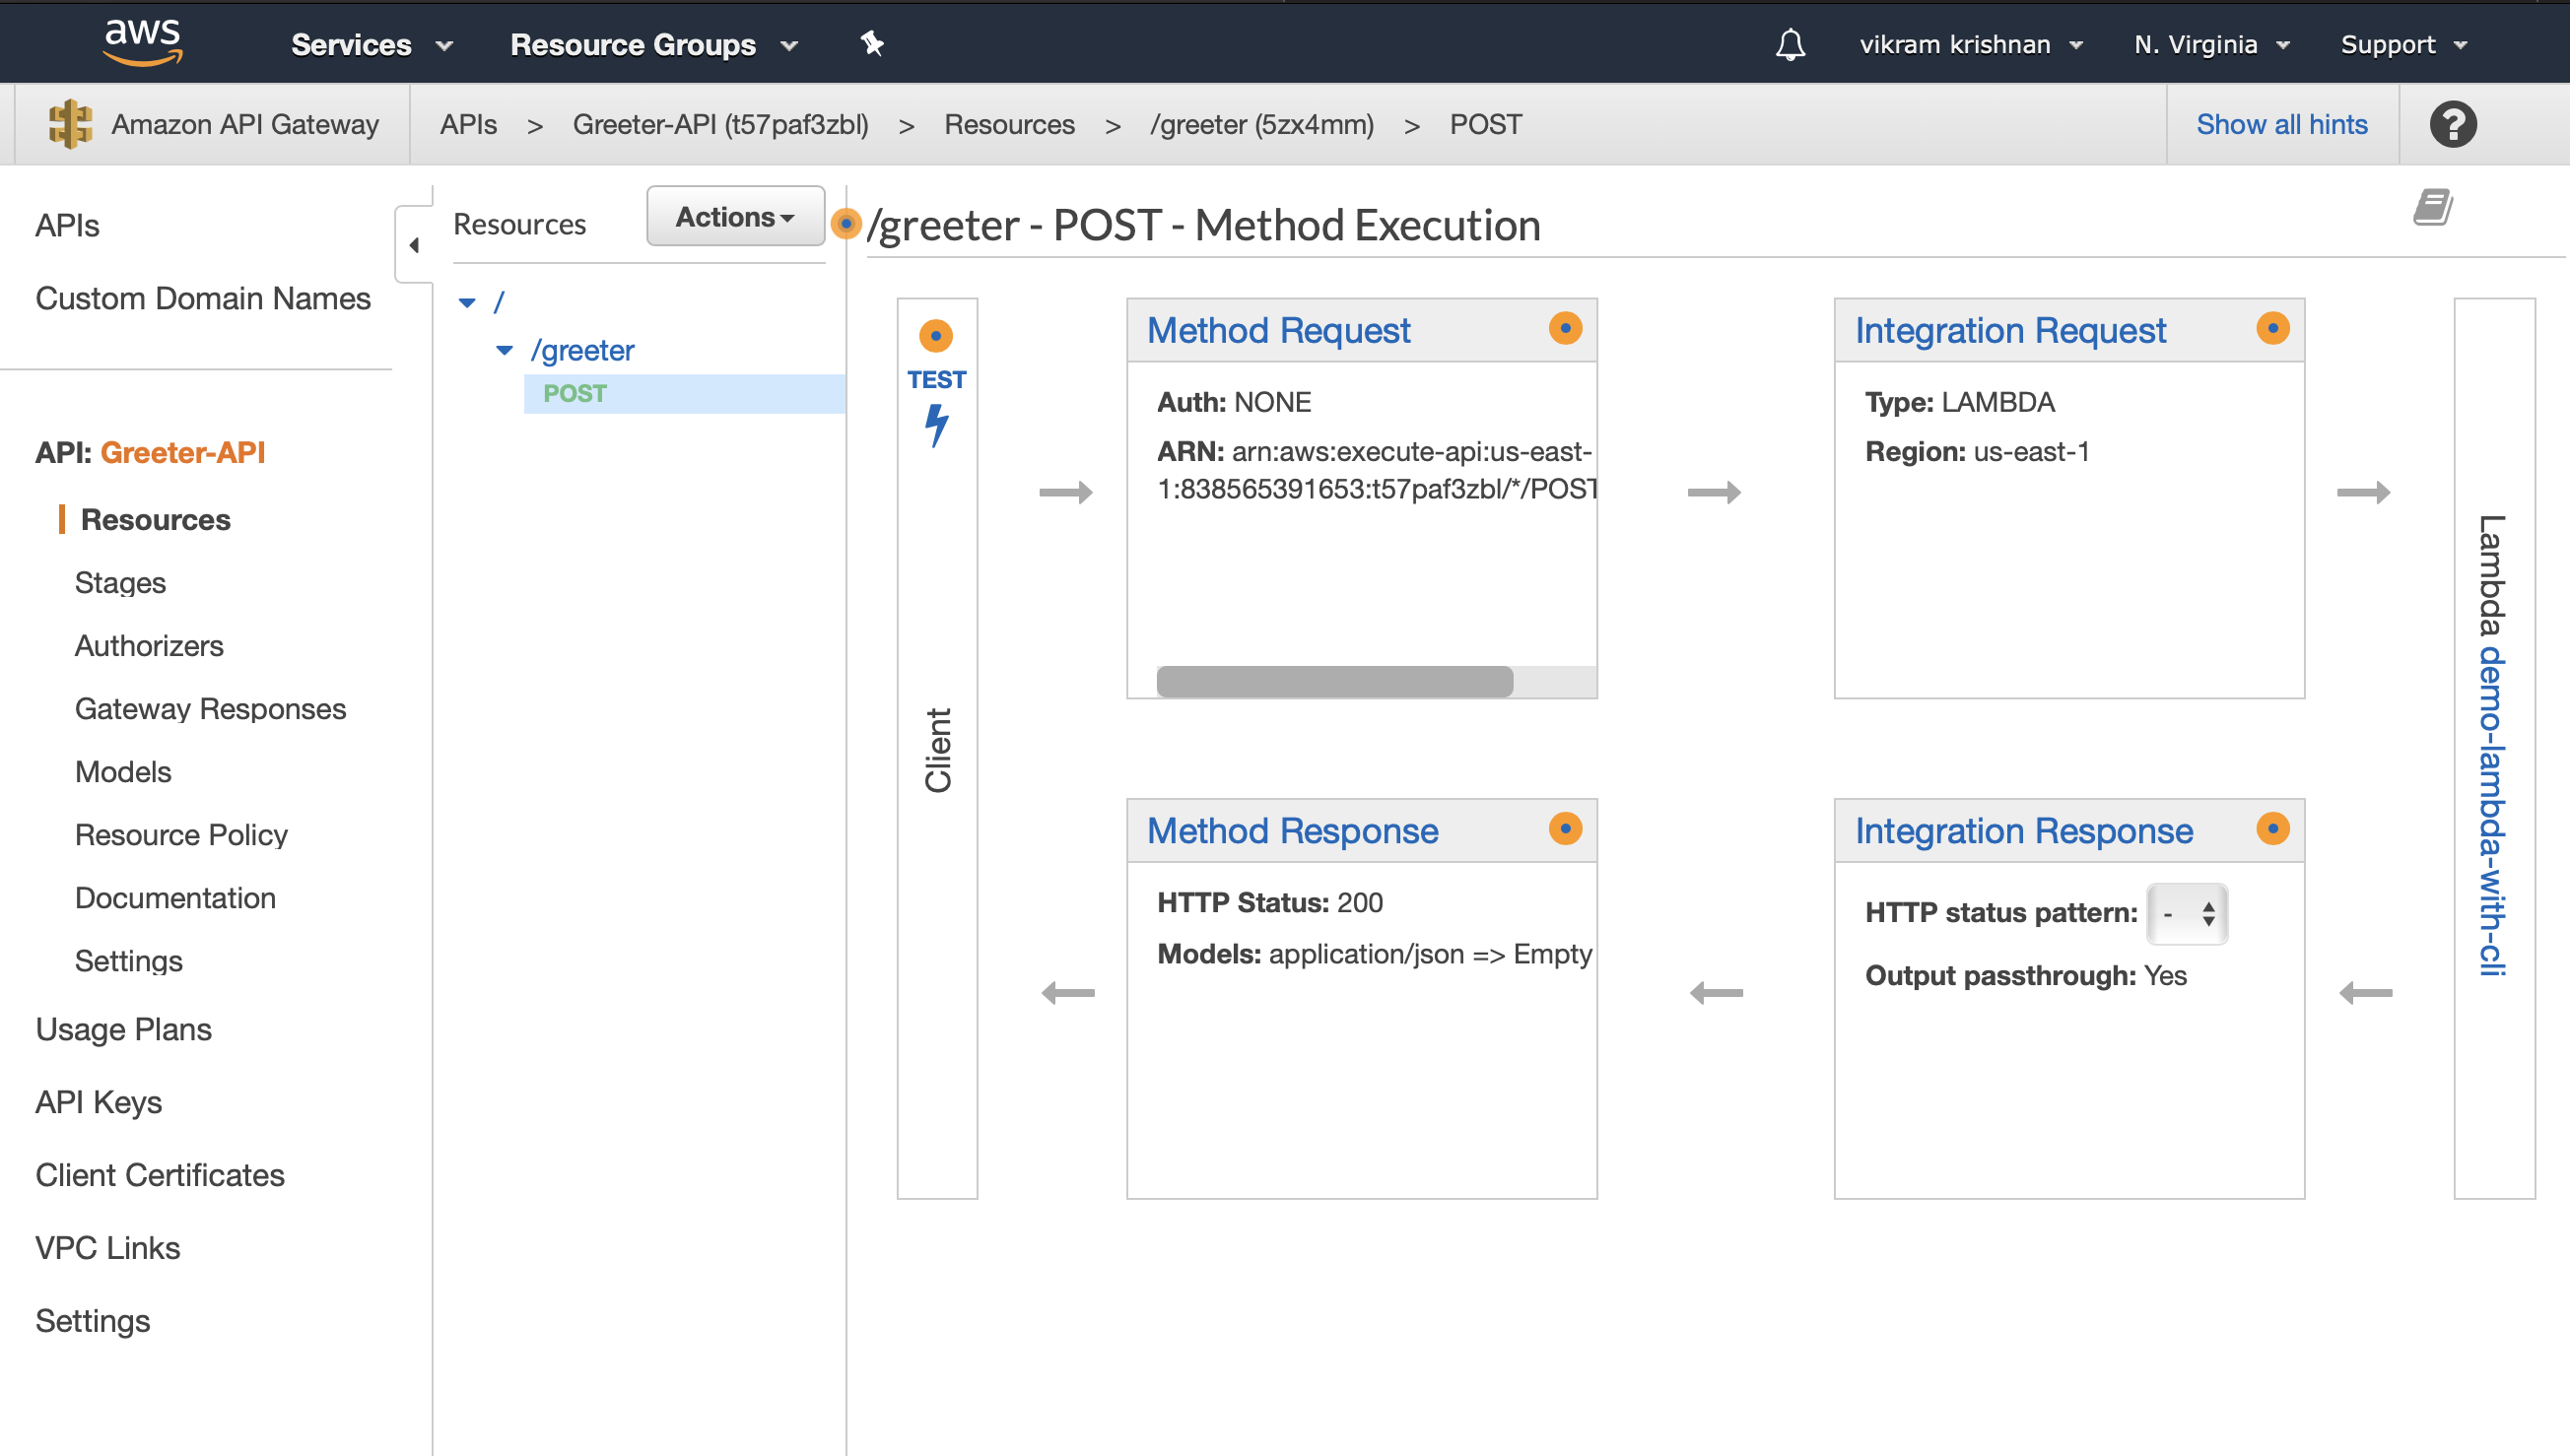 aws
Services
Resource Groups
vikram krishnan
N. Virginia
Support
Amazon API Gateway
APIs > Greeter-API (t57paf3zbl) > Resources > /greeter (5zx4mm) > POST
Show all hints
?
APIs
Custom Domain Names
API: Greeter-API
Resources
Stages
Authorizers
Gateway Responses
Models
Resource Policy
Documentation
Settings
Usage Plans
API Keys
Client Certificates
VPC Links
Settings
Resources
Actions
/
/greeter
POST
/greeter - POST - Method Execution
TEST
Client
Method Request
Auth: NONE
ARN: arn:aws:execute-api:us-east-
1:838565391653:t57paf3zbl/*/POST
Integration Request
Type: LAMBDA
Region: us-east-1
Lambda demo-lambda-with-cli
Method Response
HTTP Status: 200
Models: application/json => Empty
Integration Response
HTTP status pattern: -
Output passthrough: Yes